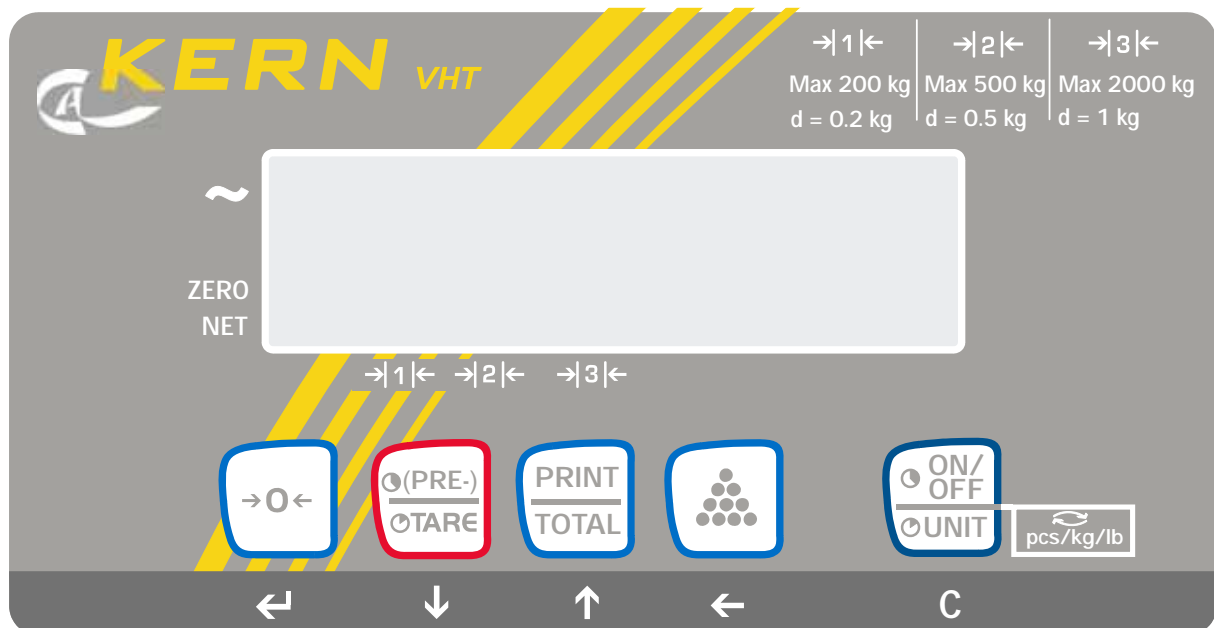 A KERN VHT
→|1|← →|2|← →|3|←
Max 200 kg Max 500 kg Max 2000 kg
d = 0.2 kg d = 0.5 kg d = 1 kg
~
ZERO
NET
→|1|← →|2|← →|3|←
→0←
(PRE-)
TARE
PRINT
TOTAL
ON/
OFF
UNIT
pcs/kg/lb
↵ ↓ ↑ ← C